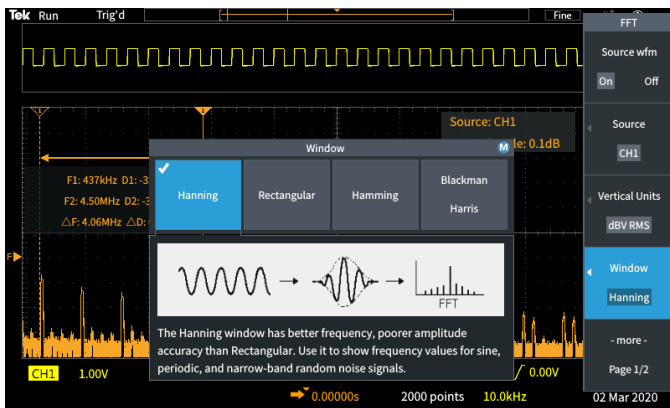 Tek Run Trig'd Fine
FFT
Source wfm
On Off
Source
CH1
Vertical Units
dBV RMS
Window
Hanning
- more -
Page 1/2
Source: CH1
le: 0.1dB
F1: 437kHz D1: -3
F2: 4.50MHz D2: -3
△F: 4.06MHz △D:
Window M
Hanning
Rectangular
Hamming
Blackman
Harris
FFT
The Hanning window has better frequency, poorer amplitude
accuracy than Rectangular. Use it to show frequency values for sine,
periodic, and narrow-band random noise signals.
F
CH1 1.00V
0.00V
0.00000s 2000 points 10.0kHz 02 Mar 2020